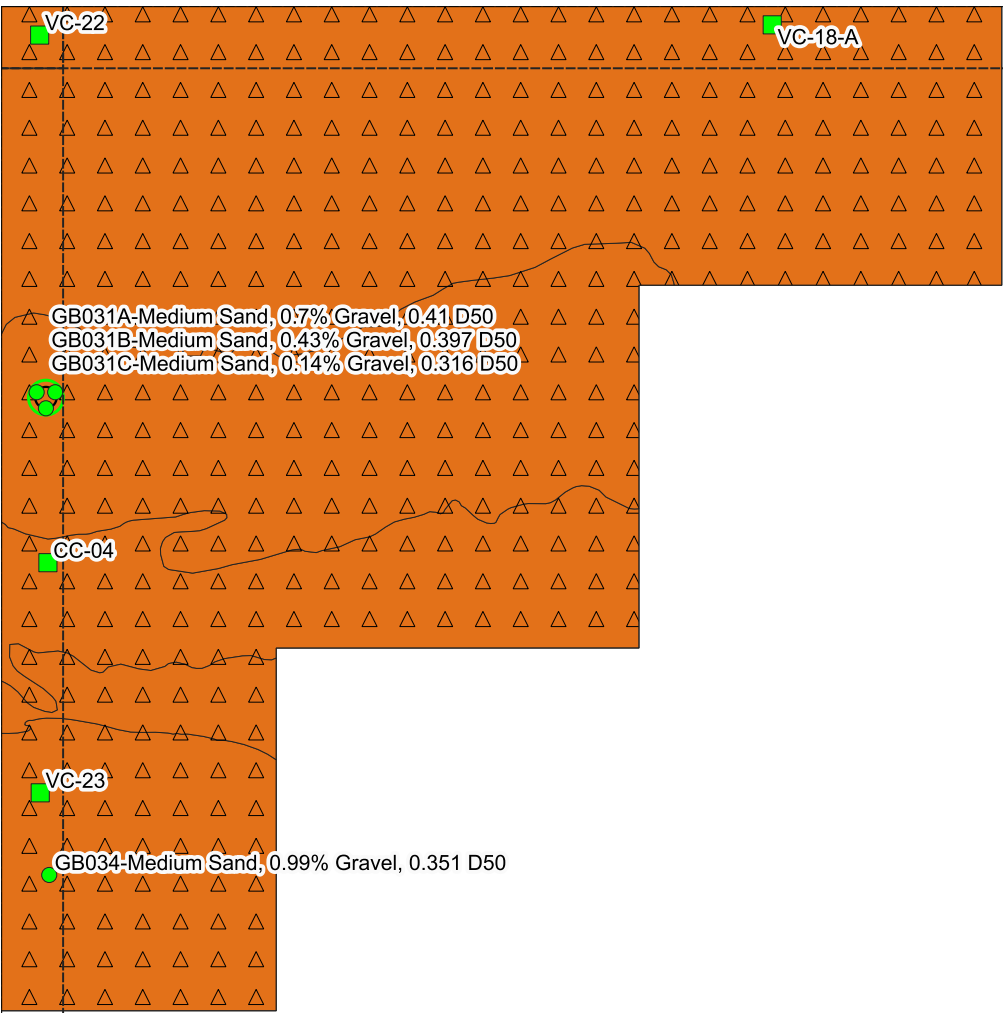 VC-22
VC-18-A
GB031A-Medium Sand, 0.7% Gravel, 0.41 D50
GB031B-Medium Sand, 0.43% Gravel, 0.397 D50
GB031C-Medium Sand, 0.14% Gravel, 0.316 D50
CC-04
VC-23
GB034-Medium Sand, 0.99% Gravel, 0.351 D50